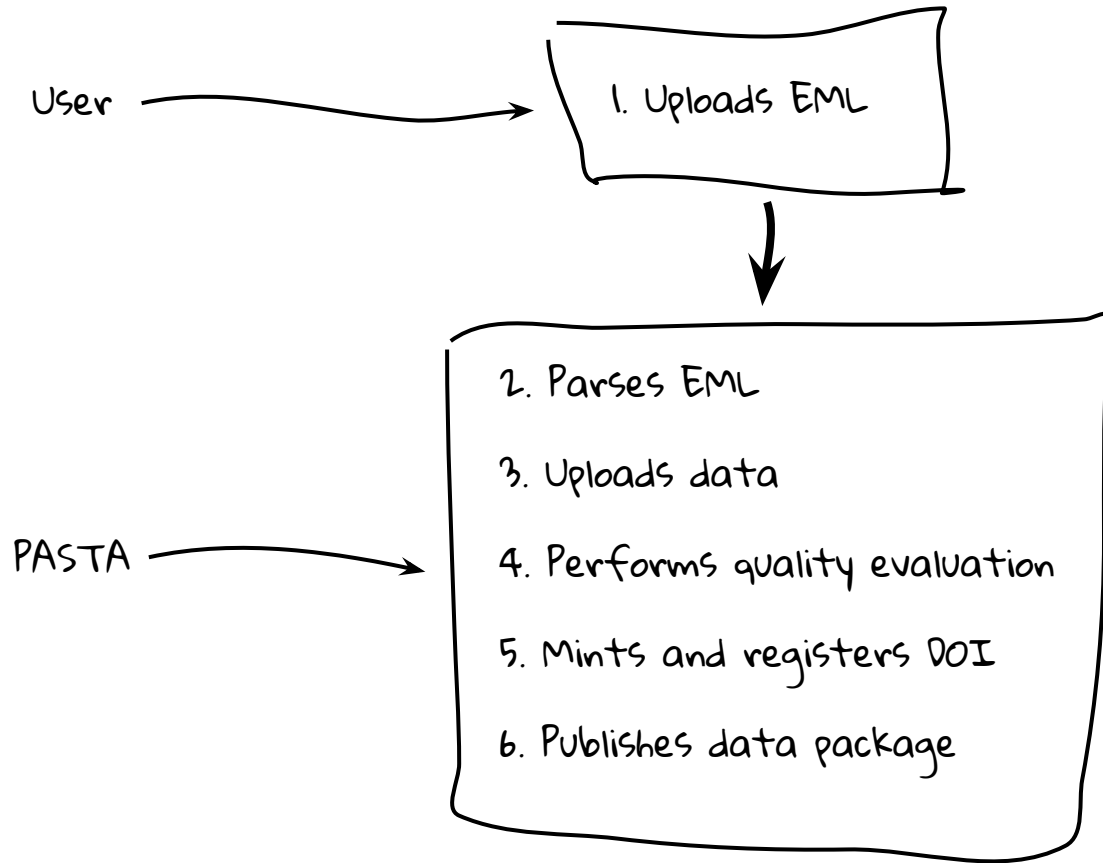 User
1. Uploads EML
2. Parses EML
3. Uploads data
PASTA
4. Performs quality evaluation
5. Mints and registers DOI
6. Publishes data package